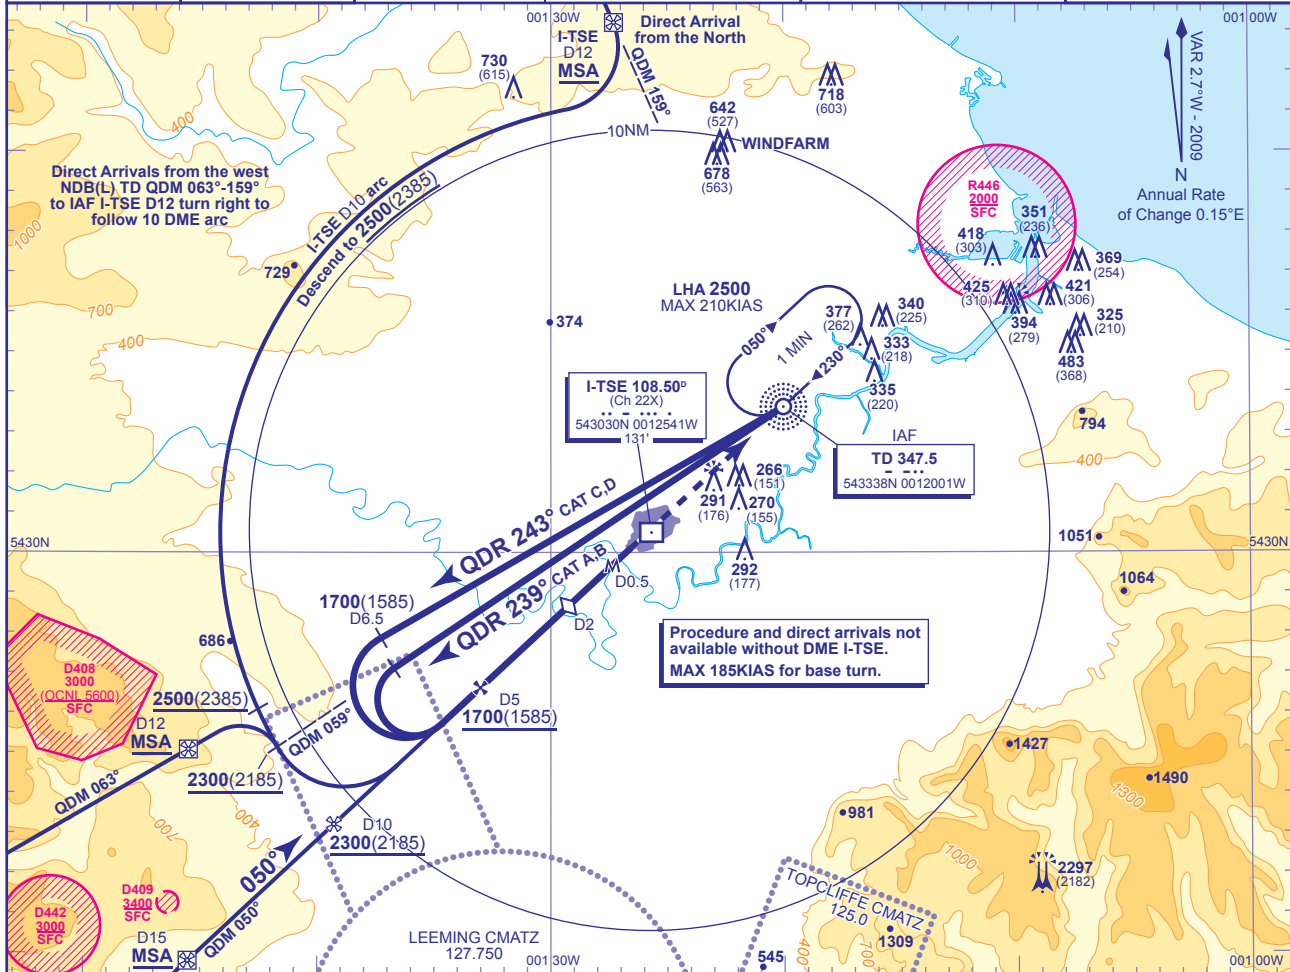 001.30W
001.00W
I-TSE
D12
MSA
Direct Arrival
from the North
QDM 159°
730
(615)
718
(603)
642
(527)
10NM
WINDFARM
678
(563)
VAR 2.7°W - 2009
N
Annual Rate
of Change 0.15°E
400
Direct Arrivals from the west
NDB(L) TD QDM 063°-159°
to IAF I-TSE D12 turn right to
follow 10 DME arc
1000
I-TSE D10 arc
Descend to 2500(2385)
729
R446
2000
SFC
351
(236)
418
(303)
369
(254)
425
(310)
421
(306)
394
(279)
325
(210)
483
(368)
700
400
374
LHA 2500
MAX 210KIAS
050°
1 MIN
230°
377
(262)
340
(225)
333
(218)
335
(220)
I-TSE 108.50D
(Ch 22X)
543030N 0012541W
131'
IAF
TD 347.5
543338N 0012001W
794
400
266
(151)
291
(176)
270
(155)
292
(177)
5430N
5430N
1051
1064
QDR 243° CAT C,D
QDR 239° CAT A,B
D0.5
D2
1700(1585)
D6.5
686
Procedure and direct arrivals not
available without DME I-TSE.
MAX 185KIAS for base turn.
D408
3000
(OCNL 5600)
SFC
2500(2385)
D12
MSA
QDM 059°
D5
1700(1585)
2300(2185)
QDM 063°
700
400
D10
2300(2185)
050°
QDM 050°
1427
1490
1300
981
1000
2297
(2182)
D409
3400
SFC
D442
3000
SFC
D15
MSA
LEEMING CMATZ
127.750
TOPCLIFFE CMATZ
125.0
1309
400
700
545
001.30W
001.00W